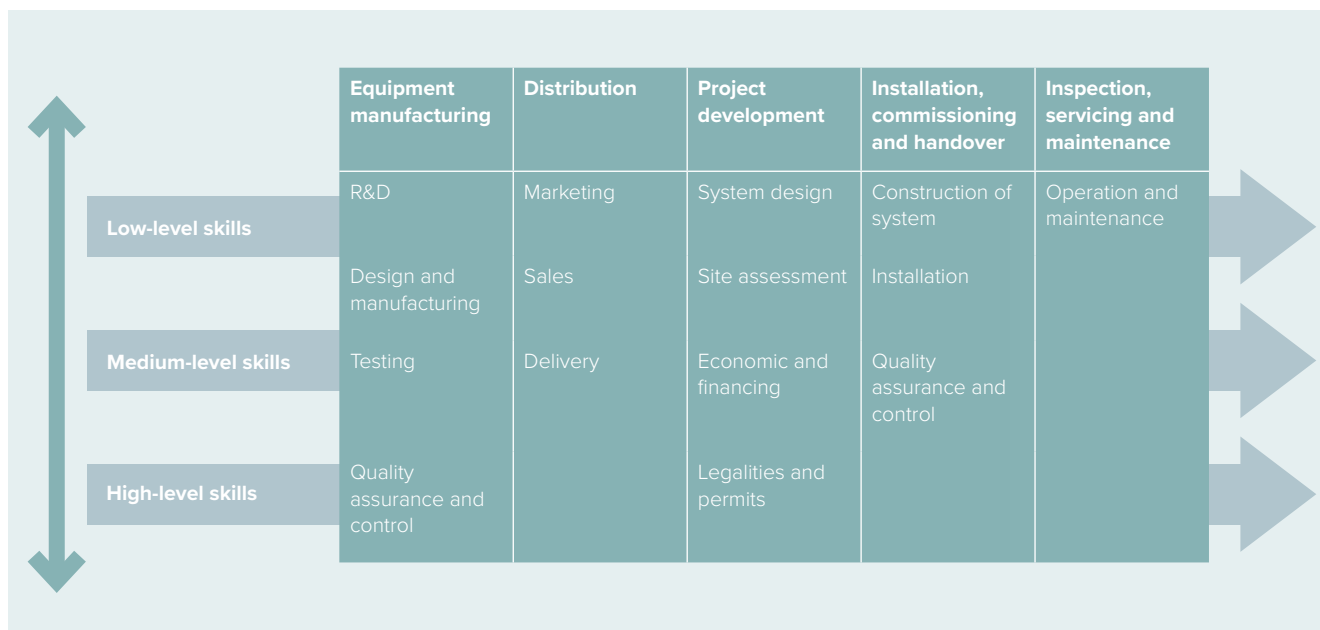 Equipment
manufacturing
Distribution
Project
development
Installation,
commissioning
and handover
Inspection,
servicing and
maintenance
Low-level skills
R&D
Marketing
System design
Construction of
system
Operation and
maintenance
Design and
manufacturing
Sales
Site assessment
Installation
Medium-level skills
Testing
Delivery
Economic and
financing
Quality
assurance and
control
High-level skills
Quality
assurance and
control
Legalities and
permits